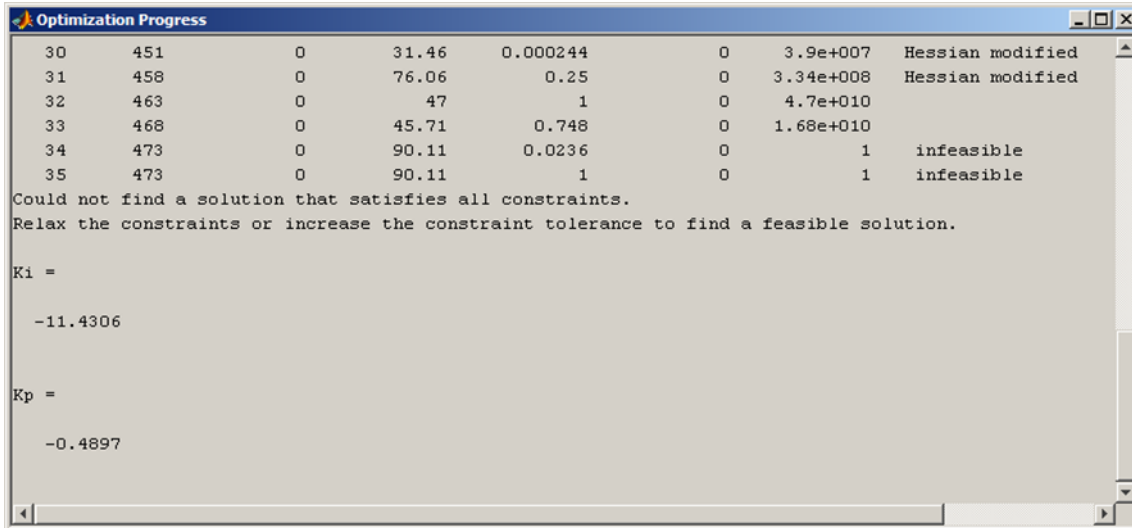 Optimization Progress
30 451 0 31.46 0.000244 0 3.9e+007 Hessian modified
31 458 0 76.06 0.25 0 3.34e+008 Hessian modified
32 463 0 47 1 0 4.7e+010
33 468 0 45.71 0.748 0 1.68e+010
34 473 0 90.11 0.0236 0 1 infeasible
35 473 0 90.11 1 0 1 infeasible
Could not find a solution that satisfies all constraints.
Relax the constraints or increase the constraint tolerance to find a feasible solution.
Ki =
-11.4306
Kp =
-0.4897